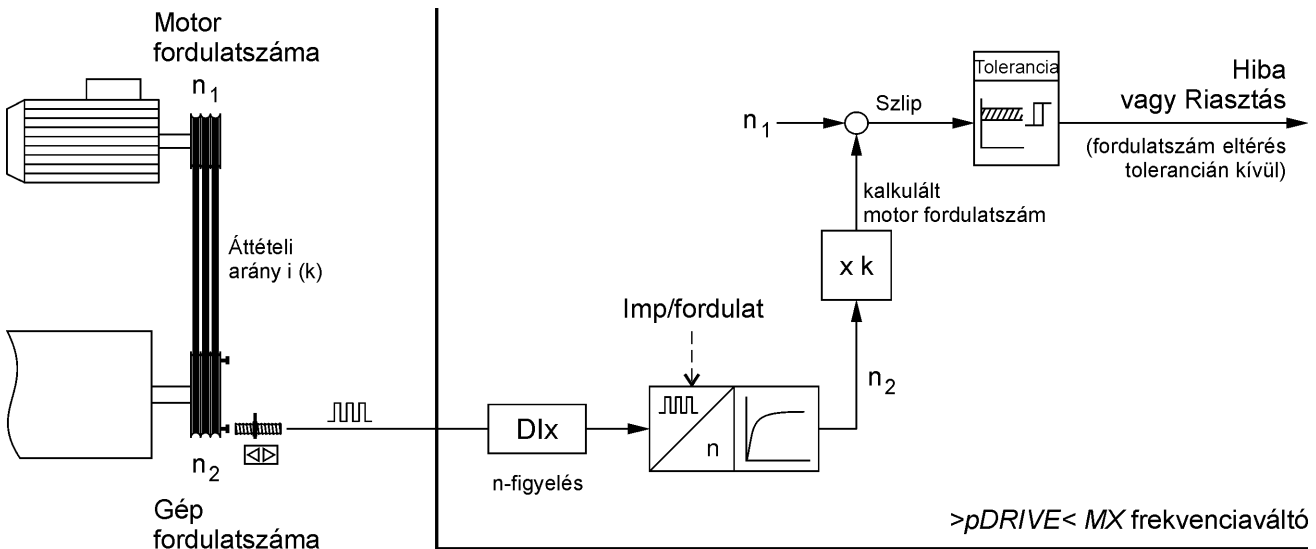 Motor
fordulatszáma
n1
Áttételi
arány i (k)
n2
Gép
fordulatszáma
DIx
n-figyelés
Imp/fordulat
n
n2
x k
kalkulált
motor fordulatszám
n1
Szlip
Tolerancia
Hiba
vagy Riasztás
(fordulatszám eltérés
tolerancián kívül)
>pDRIVE< MX frekvenciaváltó